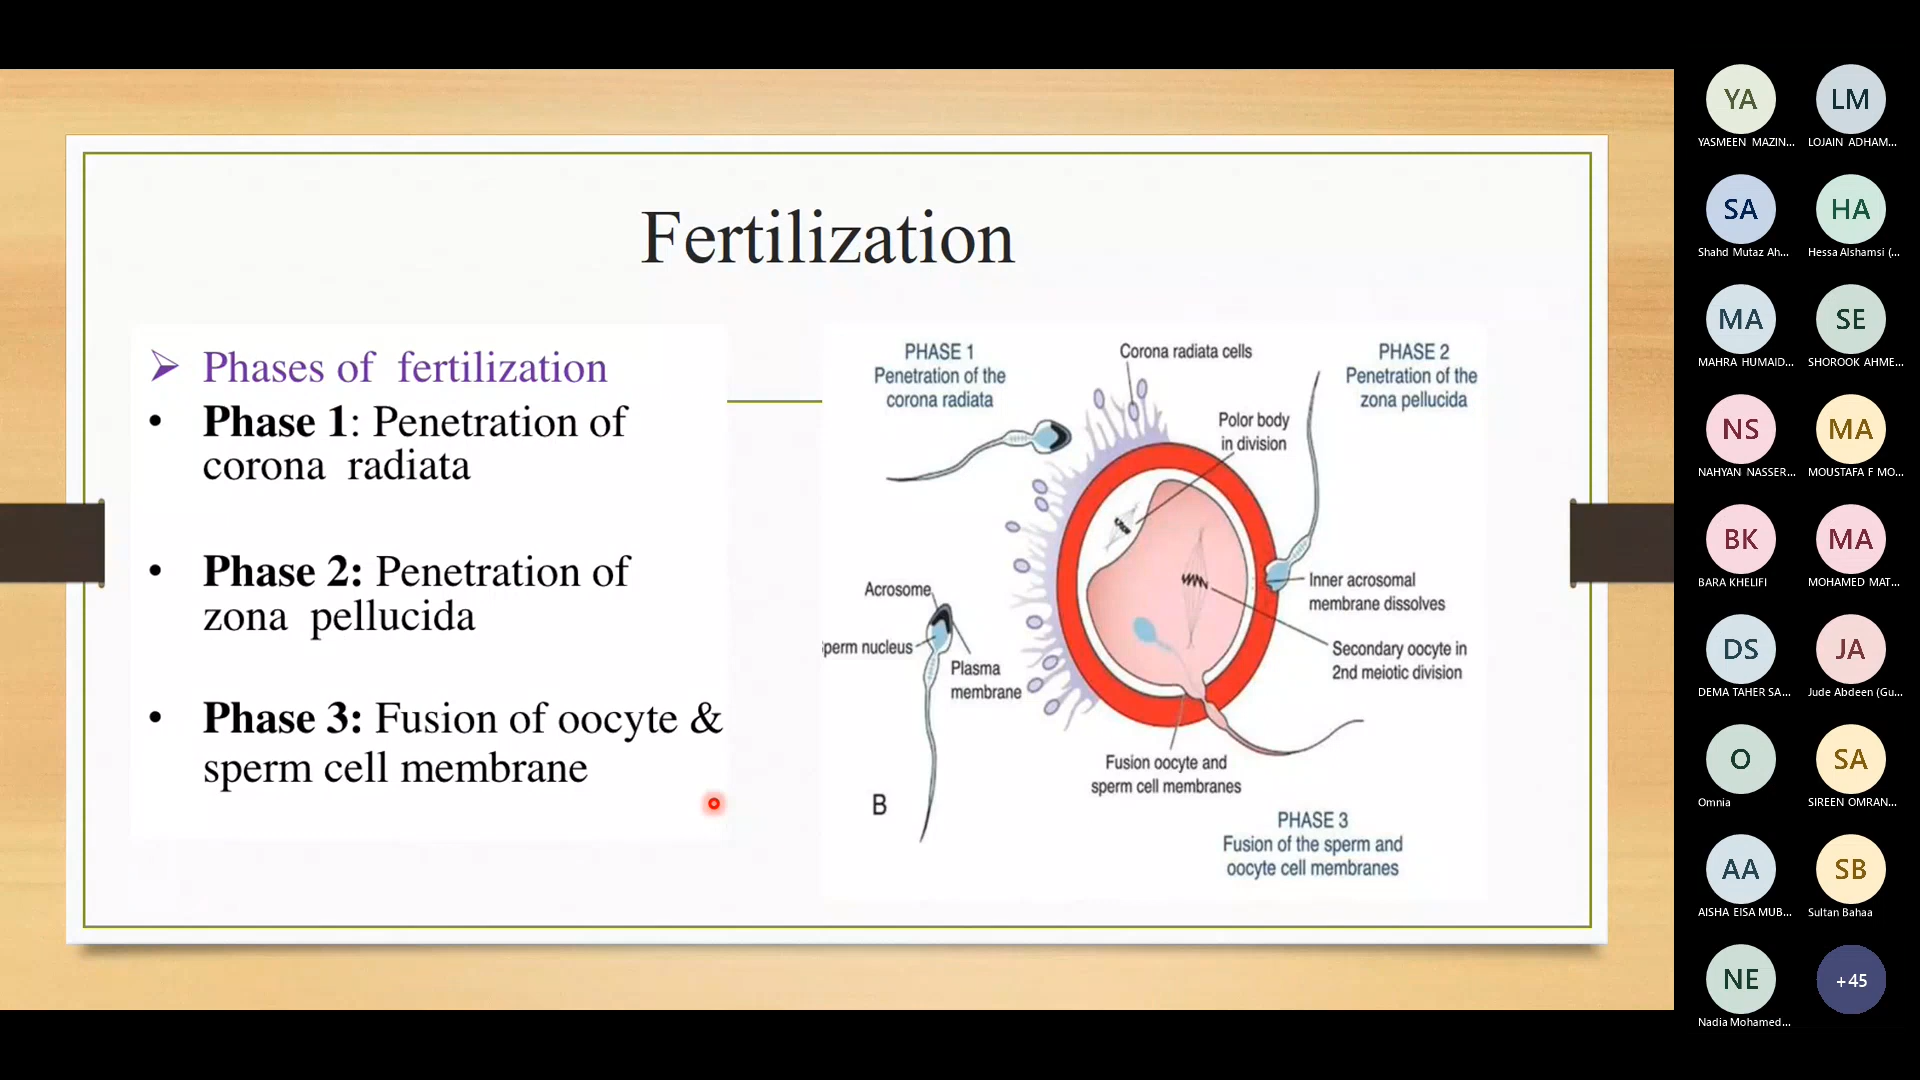 Fertilization
Phases of fertilization
Phase 1: Penetration of
corona radiata
Phase 2: Penetration of
zona pellucida
Phase 3: Fusion of oocyte &
sperm cell membrane
PHASE 1
Penetration of the
corona radiata
Corona radiata cells
PHASE 2
Penetration of the
zona pellucida
Polor body
in division
Acrosome
perm nucleus
Plasma
membrane
Inner acrosomal
membrane dissolves
Secondary oocyte in
2nd meiotic division
Fusion oocyte and
sperm cell membranes
B
PHASE 3
Fusion of the sperm and
oocyte cell membranes
YA
LM
YASMEEN MAZIN...
LOJAIN ADHAM...
SA
HA
Shahd Mutaz Ah...
Hessa Alshamsi (...
MA
SE
MAHRA HUMAID...
SHOROOK AHME...
NS
MA
NAHYAN NASSER...
MOUSTAFA F MO...
BK
MA
BARA KHELIFI
MOHAMED MAT...
DS
JA
DEMA TAHER SA...
Jude Abdeen (Gu...
O
SA
Omnia
SIREEN OMRAN...
AA
SB
AISHA EISA MUB...
Sultan Bahaa
NE
+45
Nadia Mohamed...